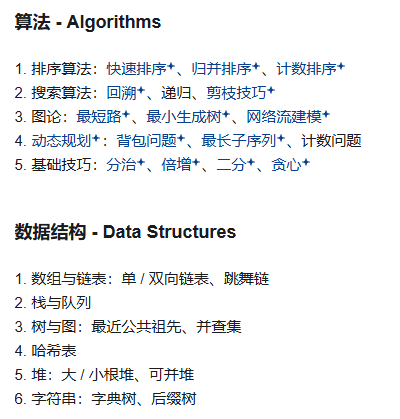 算法 - Algorithms
1. 排序算法：快速排序、归并排序、计数排序
2. 搜索算法：回溯、递归、剪枝技巧
3. 图论：最短路、最小生成树、网络流建模
4. 动态规划：背包问题、最长子序列、计数问题
5. 基础技巧：分治、倍增、二分、贪心
数据结构 - Data Structures
1. 数组与链表：单 / 双向链表、跳舞链
2. 栈与队列
3. 树与图：最近公共祖先、并查集
4. 哈希表
5. 堆：大 / 小根堆、可并堆
6. 字符串：字典树、后缀树